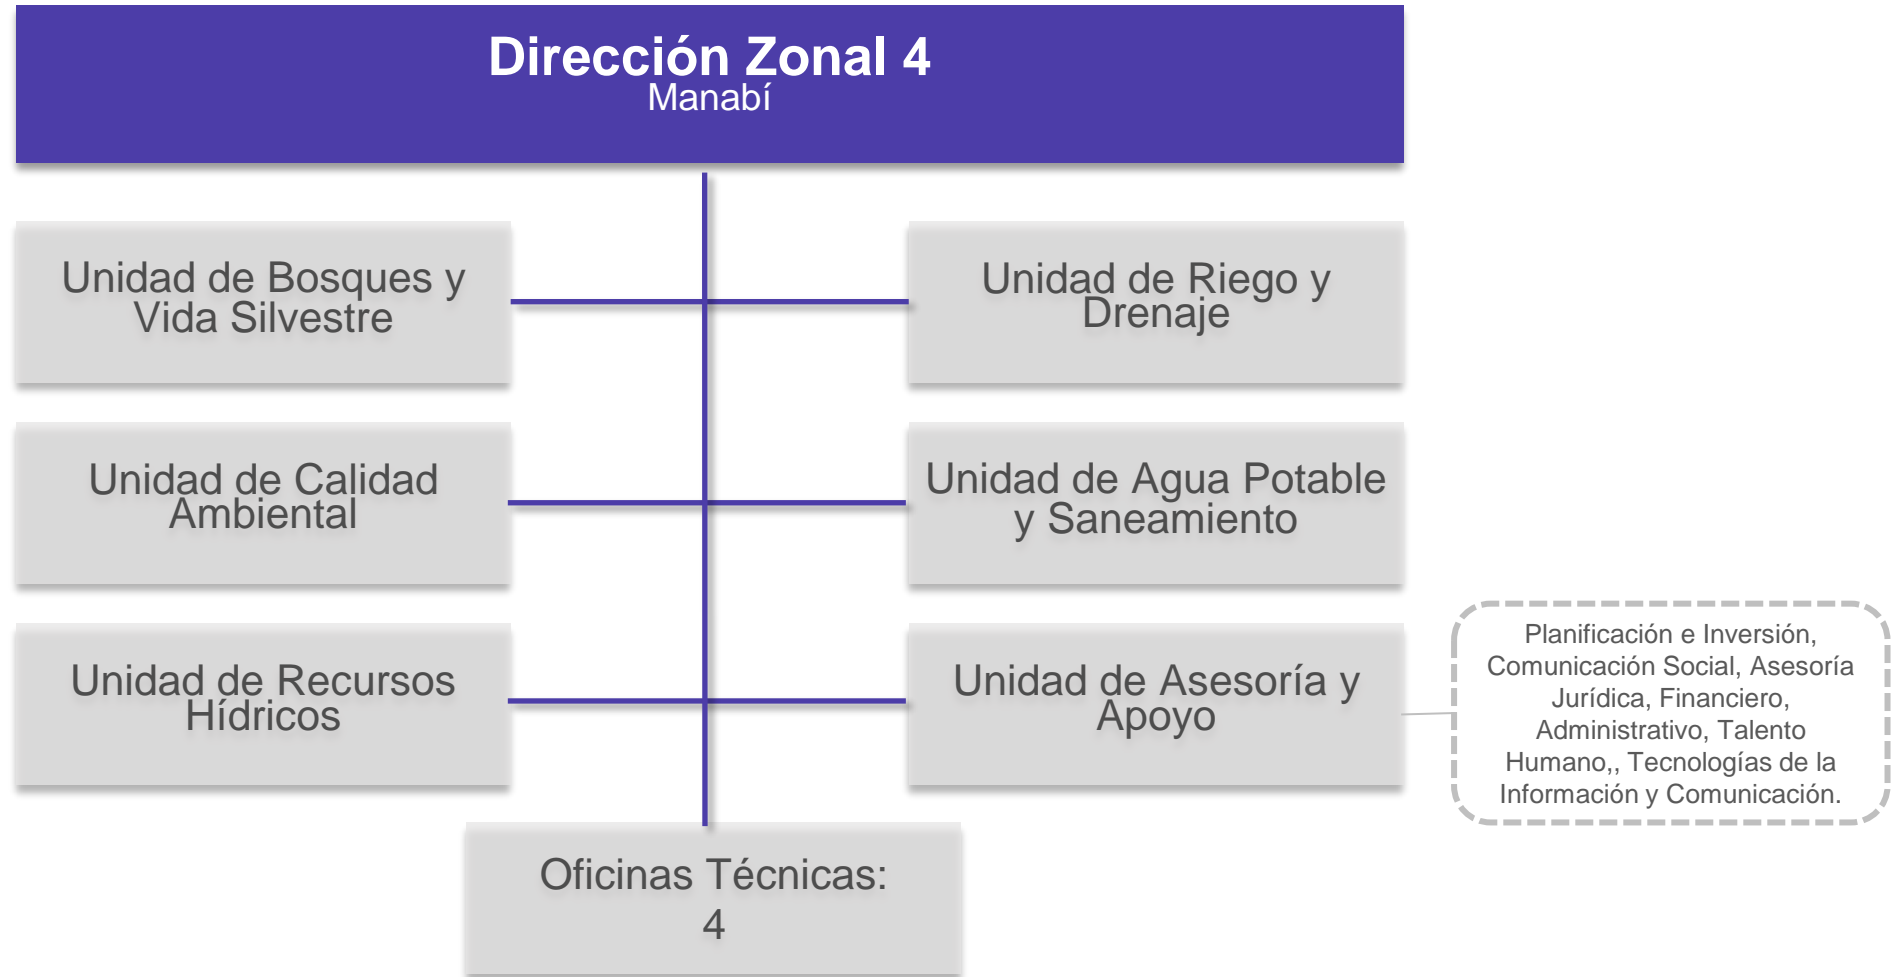 Dirección Zonal 4
Manabí
Unidad de Bosques y
Vida Silvestre
Unidad de Riego y
Drenaje
Unidad de Calidad
Ambiental
Unidad de Agua Potable
y Saneamiento
Unidad de Recursos
Hídricos
Unidad de Asesoría y
Apoyo
Planificación e Inversión,
Comunicación Social, Asesoría
Jurídica, Financiero,
Administrativo, Talento
Humano,, Tecnologías de la
Información y Comunicación.
Oficinas Técnicas:
4